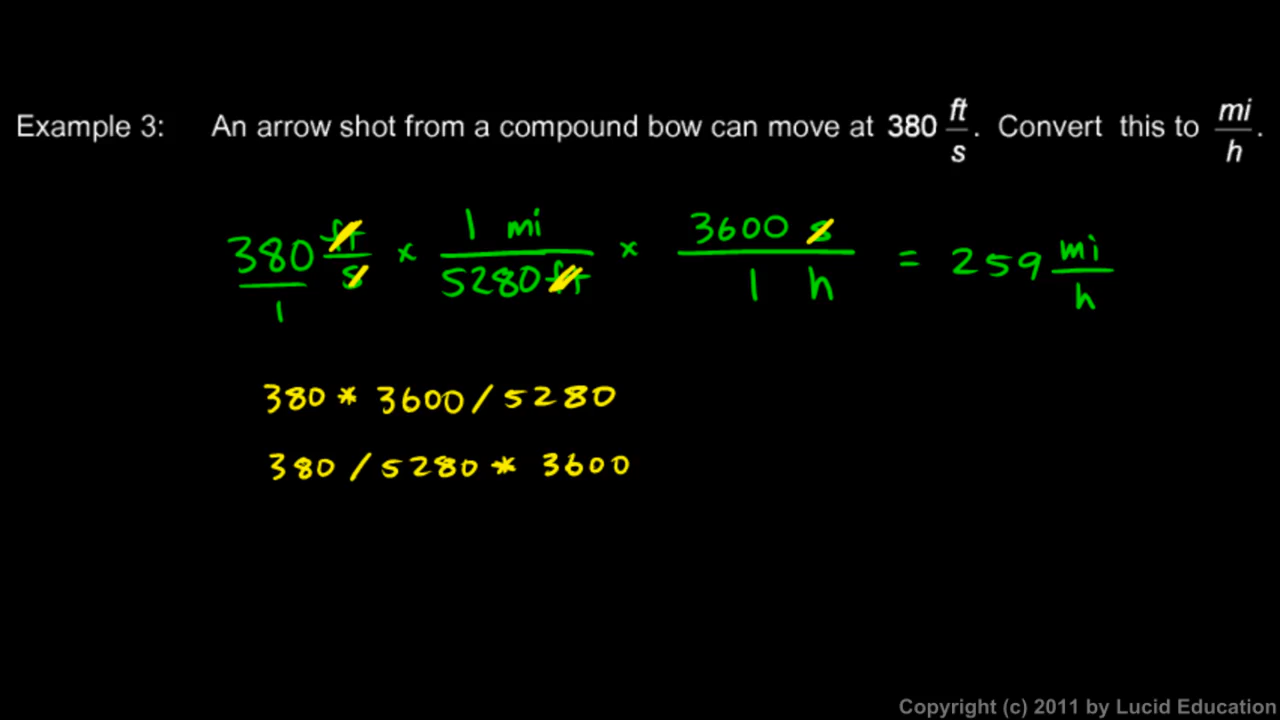 Example 3: An arrow shot from a compound bow can move at 380 ft/s. Convert this to mi/h.
380 ft/s / 1 × 1 mi / 5280 ft × 3600 s / 1 h = 259 mi/h
380 * 3600 / 5280
380 / 5280 * 3600
Copyright (c) 2011 by Lucid Education